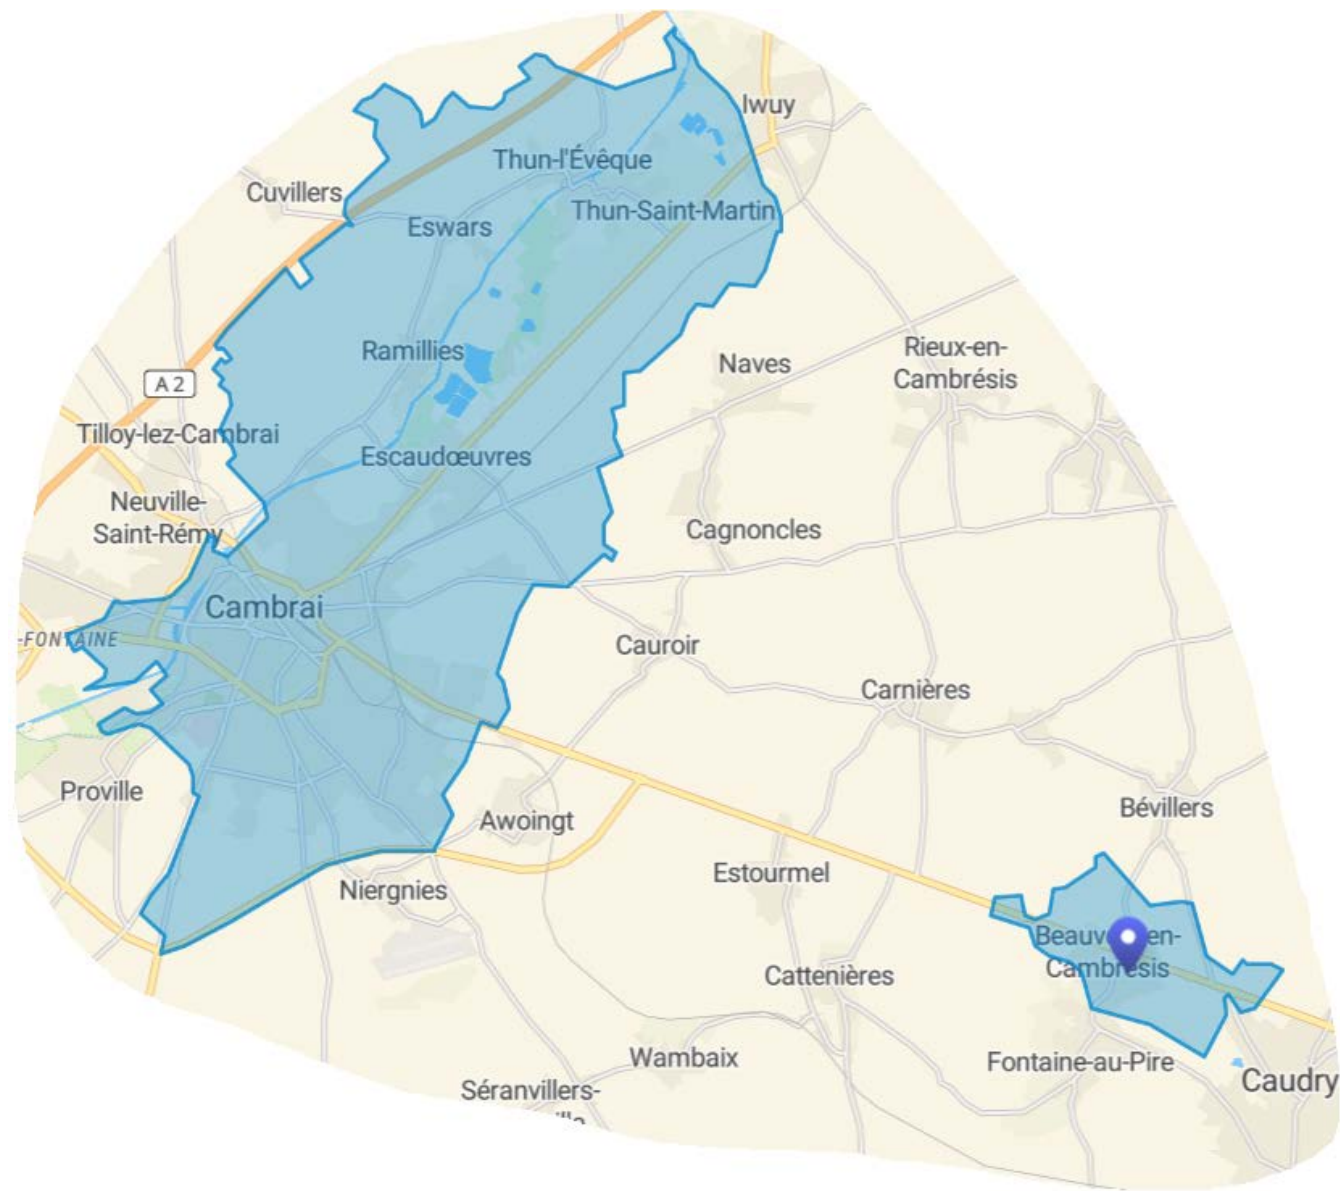 Iwuy
Thun-l'Évêque
Cuvillers
Thun-Saint-Martin
Eswars
Ramillies
Naves
Rieux-en-
Cambrésis
A 2
Tilloy-lez-Cambrai
Escaudœuvres
Neuville-
Saint-Rémy
Cagnoncles
Cambrai
-FONTAINE
Cauroir
Carnières
Proville
Awoingt
Bévillers
Estourmel
Niergnies
Cattenières
Cambrésis
Wambaix
Fontaine-au-Pire
Séranvillers-
Caudry